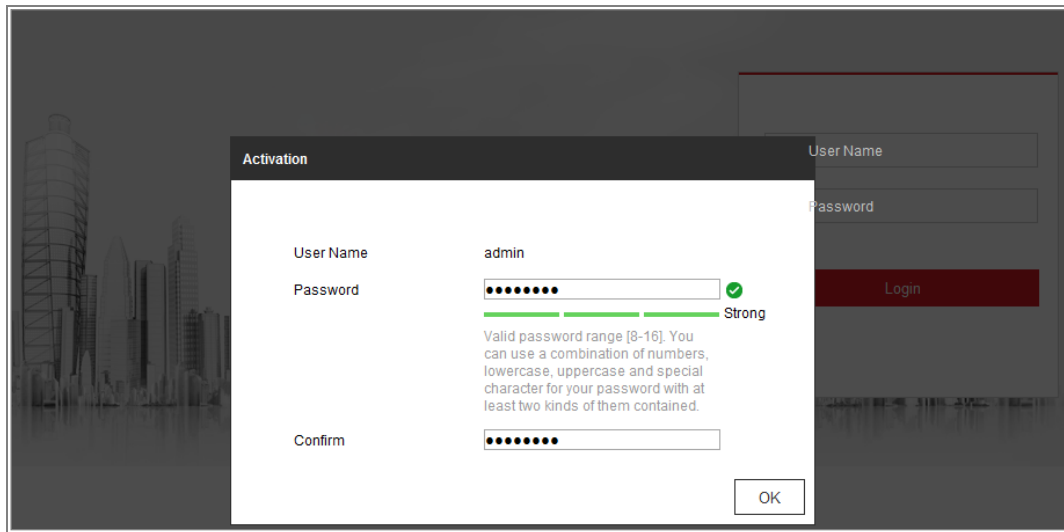 Activation
User Name
Password
Login
User Name admin
Password ●●●●●●●●
Strong
Valid password range [8-16]. You
can use a combination of numbers,
lowercase, uppercase and special
character for your password with at
least two kinds of them contained.
Confirm ●●●●●●●●
OK